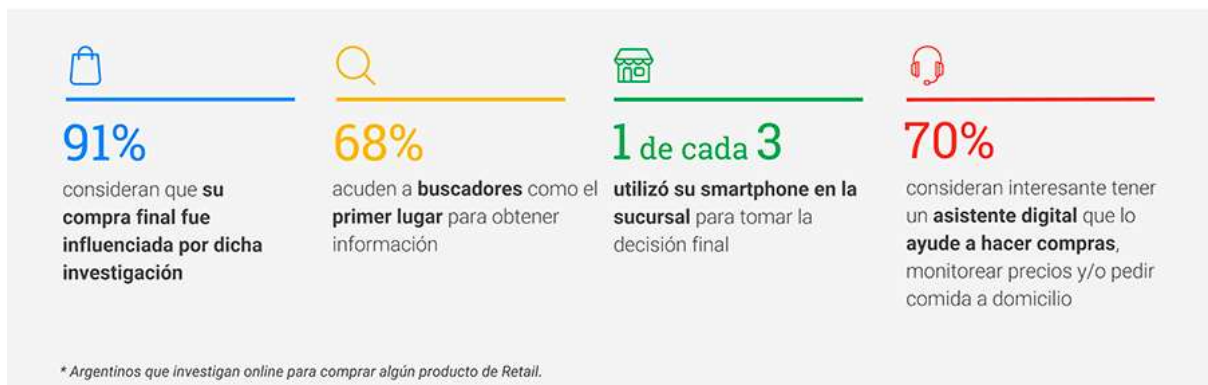 91%
consideran que su
compra final fue
influenciada por dicha
investigación
68%
acuden a buscadores como el
primer lugar para obtener
información
1 de cada 3
utilizó su smartphone en la
sucursal para tomar la
decisión final
70%
consideran interesante tener
un asistente digital que lo
ayude a hacer compras,
monitorear precios y/o pedir
comida a domicilio
* Argentinos que investigan online para comprar algún producto de Retail.